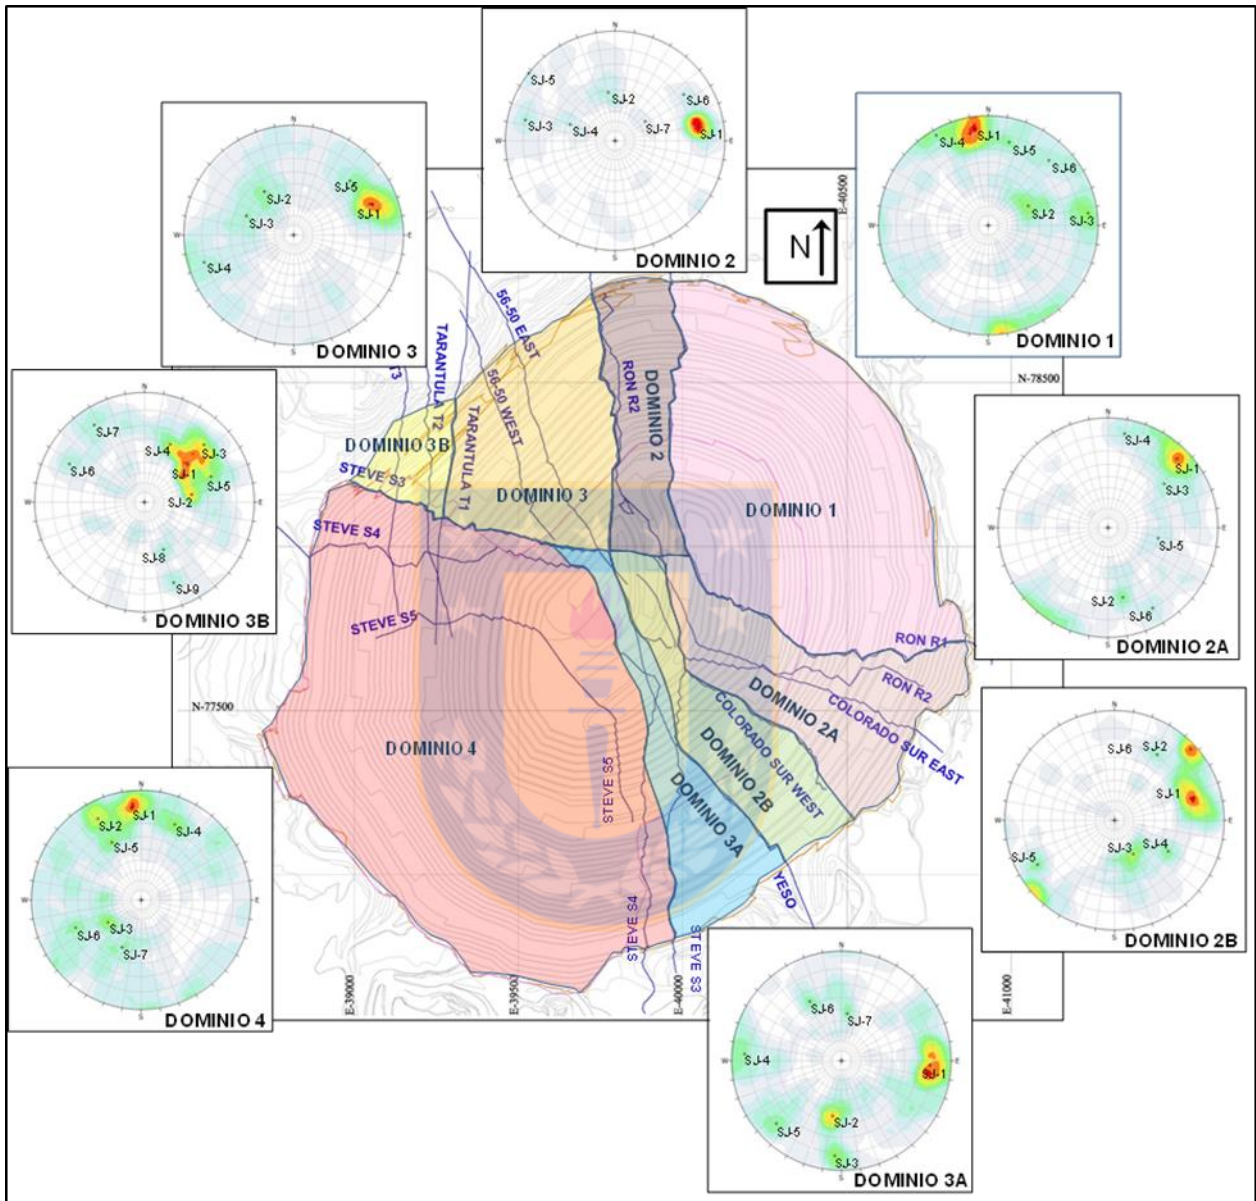 N
SJ-5
SJ-2
SJ-6
SJ-3
SJ-4
SJ-7
SJ-1
W
E
S
DOMINIO 2
N
SJ-5
SJ-2
SJ-1
SJ-3
SJ-4
W
E
S
DOMINIO 3
N
SJ-4
SJ-1
SJ-5
SJ-6
SJ-2
SJ-3
W
E
S
DOMINIO 1
N
E-40500
N-78500
N
SJ-7
SJ-4
SJ-3
SJ-6
SJ-1
SJ-5
SJ-2
SJ-8
SJ-9
W
E
S
DOMINIO 3B
N
SJ-4
SJ-1
SJ-3
SJ-5
SJ-2
SJ-6
W
E
S
DOMINIO 2A
T3
TARANTULA T2
TARANTULA T1
56-50 EAST
56-50 WEST
RON R2
DOMINIO 2
DOMINIO 3B
STEVE S3
DOMINIO 3
DOMINIO 1
STEVE S4
STEVE S5
RON R1
RON R2
COLORADO SUR EAST
DOMINIO 2A
COLORADO SUR WEST
DOMINIO 2B
N-77500
DOMINIO 4
STEVE S5
DOMINIO 3A
YESO
STEVE S4
STEVE S3
E-39000
E-39500
E-40000
E-41000
N
SJ-6
SJ-2
SJ-1
SJ-3
SJ-4
SJ-5
W
E
S
DOMINIO 2B
N
SJ-2
SJ-1
SJ-4
SJ-5
SJ-3
SJ-6
SJ-7
W
E
S
DOMINIO 4
N
SJ-6
SJ-7
SJ-4
SJ-1
SJ-2
SJ-5
SJ-3
W
E
DOMINIO 3A